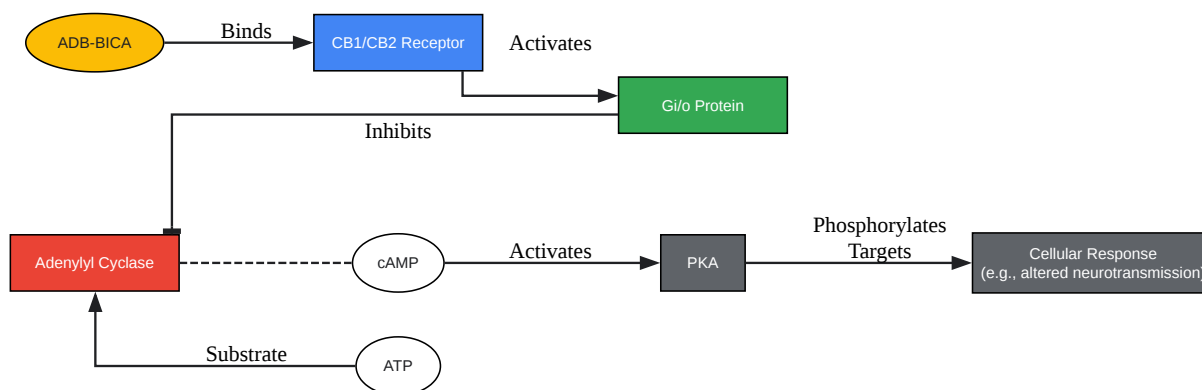 ADB-BICA
Binds
CB1/CB2 Receptor
Activates
Gi/o Protein
Inhibits
Adenylyl Cyclase
cAMP
Activates
PKA
Phosphorylates
Targets
Cellular Response
(e.g., altered neurotransmission)
Substrate
ATP